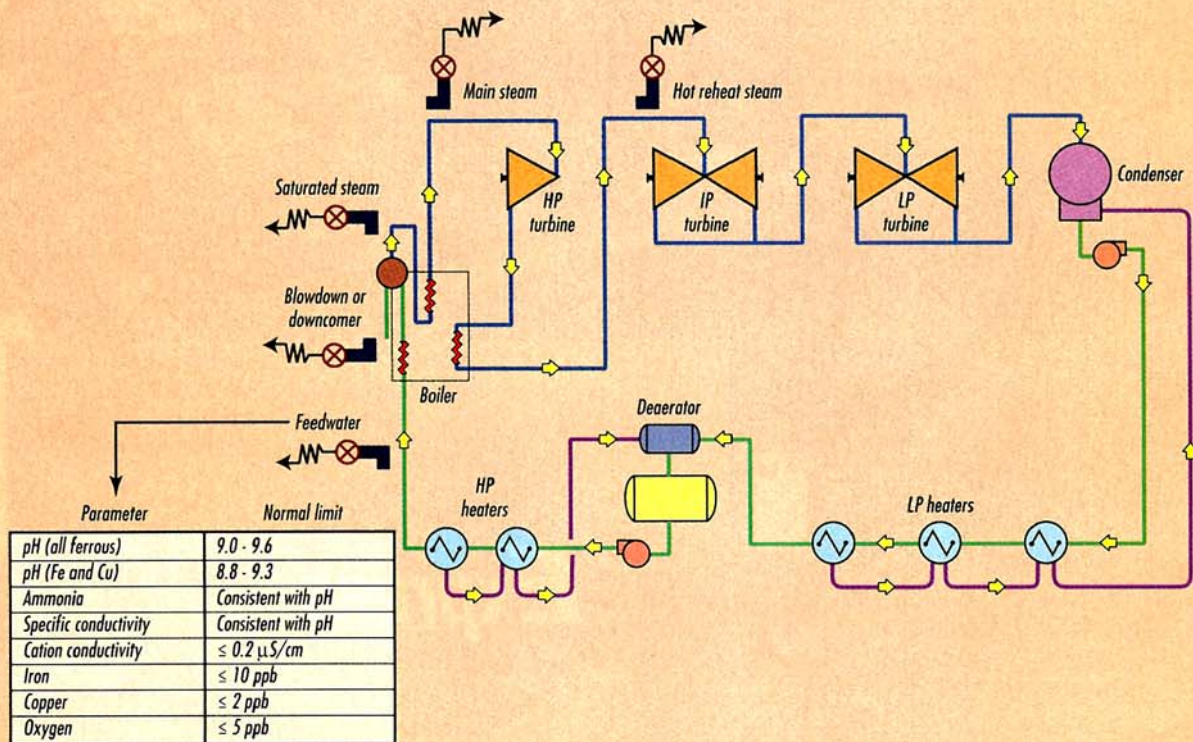 Main steam
Hot reheat steam
Saturated steam
HP
turbine
IP
turbine
LP
turbine
Condenser
Blowdown or
downcomer
Boiler
Feedwater
Deaerator
HP
heaters
LP heaters
Parameter Normal limit
pH (all ferrous) 9.0 - 9.6
pH (Fe and Cu) 8.8 - 9.3
Ammonia Consistent with pH
Specific conductivity Consistent with pH
Cation conductivity ≤ 0.2 µS/cm
Iron ≤ 10 ppb
Copper ≤ 2 ppb
Oxygen ≤ 5 ppb